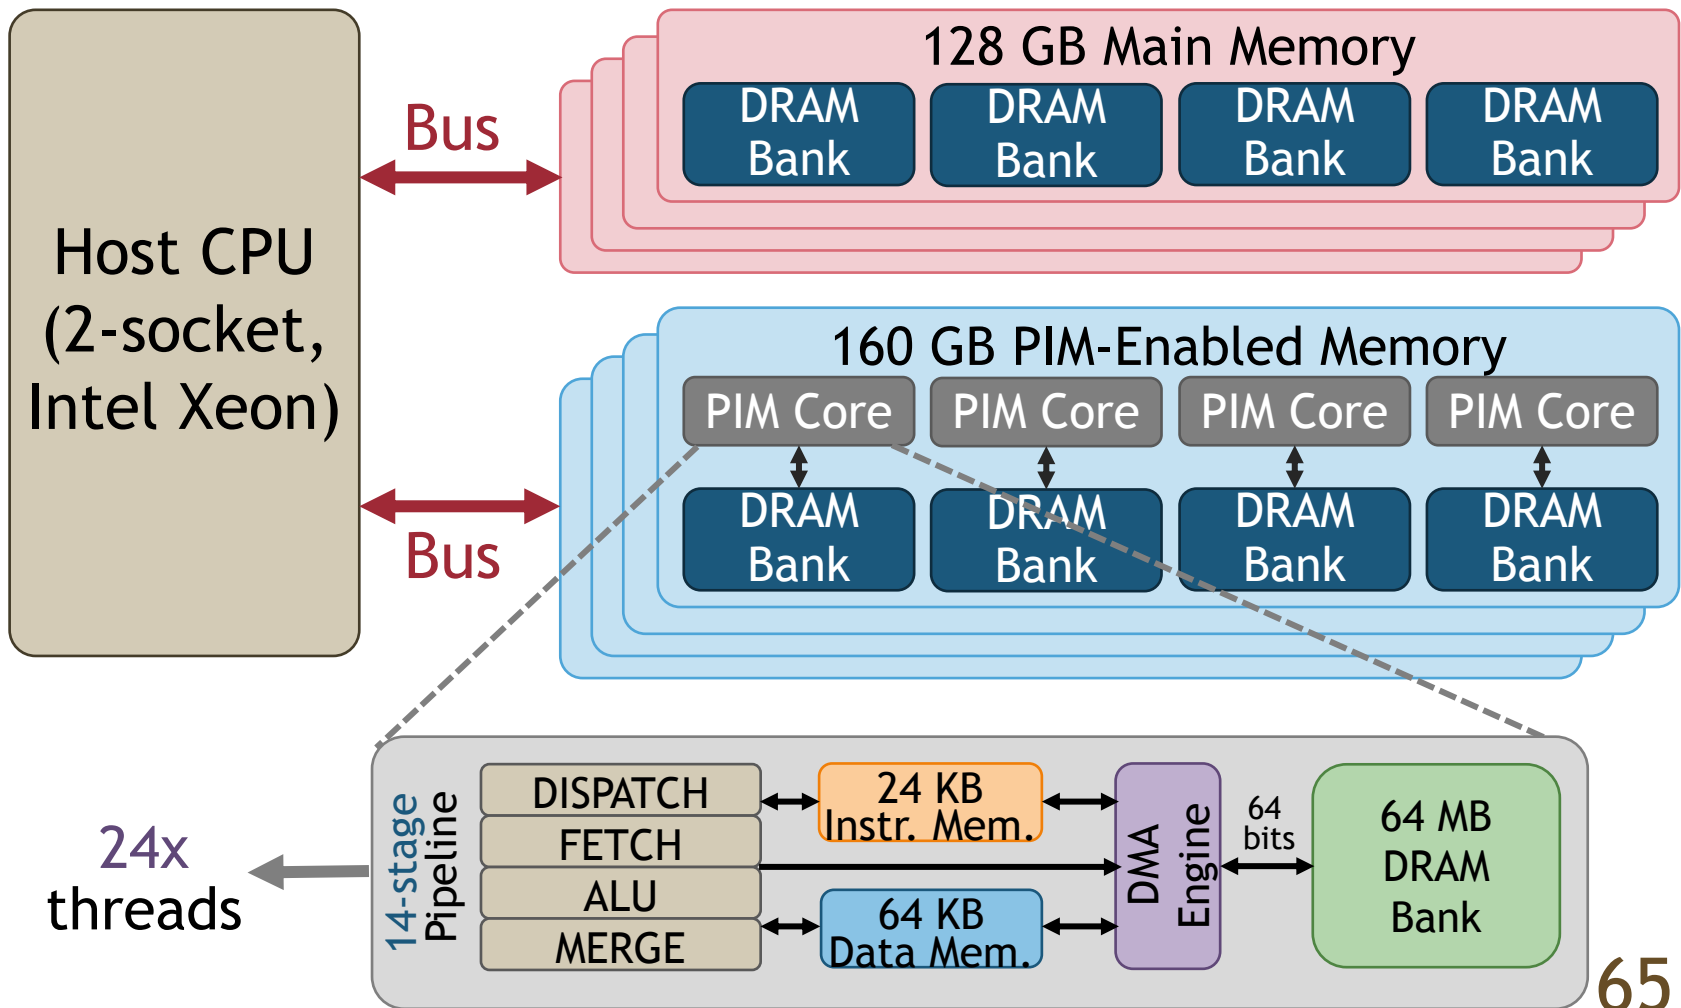 128 GB Main Memory
DRAM
Bank
DRAM
Bank
DRAM
Bank
DRAM
Bank
Bus
Host CPU
(2-socket,
Intel Xeon)
160 GB PIM-Enabled Memory
PIM Core
PIM Core
PIM Core
PIM Core
DRAM
Bank
DRAM
Bank
DRAM
Bank
DRAM
Bank
Bus
24x
threads
14-stage
Pipeline
DISPATCH
FETCH
ALU
MERGE
24 KB
Instr. Mem.
64 KB
Data Mem.
DMA
Engine
64
bits
64 MB
DRAM
Bank
65